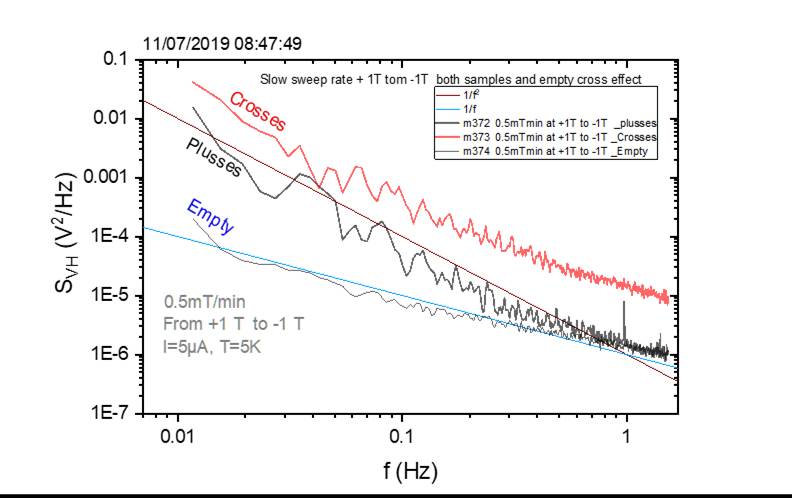 11/07/2019 08:47:49
Slow sweep rate + 1T tom -1T both samples and empty cross effect
1/f²
1/f
m372 0.5mTmin at +1T to -1T _plusses
m373 0.5mTmin at +1T to -1T _Crosses
m374 0.5mTmin at +1T to -1T _Empty
Crosses
Plusses
Empty
0.5mT/min
From +1 T to -1 T
I=5µA, T=5K
S_VH (V²/Hz)
0.1
0.01
0.001
1E-4
1E-5
1E-6
1E-7
0.01 0.1 1
f (Hz)